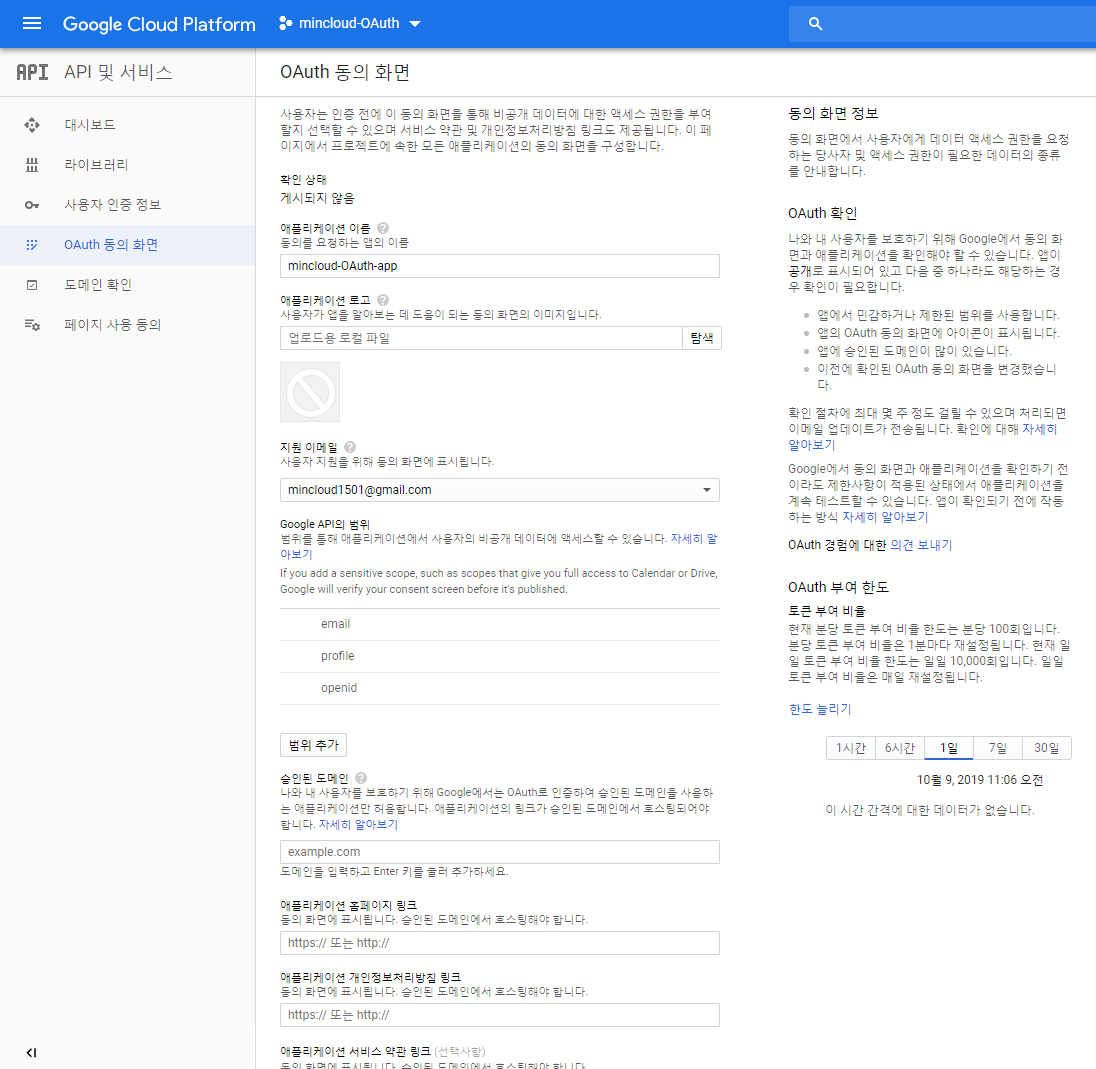 Google Cloud Platform
mincloud-OAuth
API
API 및 서비스
대시보드
라이브러리
사용자 인증 정보
OAuth 동의 화면
도메인 확인
페이지 사용 동의
OAuth 동의 화면
사용자는 인증 전에 이 동의 화면을 통해 비공개 데이터에 대한 액세스 권한을 부여
할지 선택할 수 있으며 서비스 약관 및 개인정보처리방침 링크도 제공됩니다. 이 페
이지에서 프로젝트에 속한 모든 애플리케이션의 동의 화면을 구성합니다.
확인 상태
게시되지 않음
애플리케이션 이름
동의를 요청하는 앱의 이름
mincloud-OAuth-app
애플리케이션 로고
사용자가 앱을 알아보는 데 도움이 되는 동의 화면의 이미지입니다.
업로드용 로컬 파일
탐색
지원 이메일
사용자 지원을 위해 동의 화면에 표시됩니다.
mincloud1501@gmail.com
Google API의 범위
범위를 통해 애플리케이션에서 사용자의 비공개 데이터에 액세스할 수 있습니다. 자세히 알
아보기
If you add a sensitive scope, such as scopes that give you full access to Calendar or Drive,
Google will verify your consent screen before it's published.
email
profile
openid
범위 추가
승인된 도메인
나와 내 사용자를 보호하기 위해 Google에서는 OAuth로 인증하여 승인된 도메인을 사용하
는 애플리케이션만 허용합니다. 애플리케이션의 링크가 승인된 도메인에서 호스팅되어야
합니다. 자세히 알아보기
example.com
도메인을 입력하고 Enter 키를 눌러 추가하세요.
애플리케이션 홈페이지 링크
동의 화면에 표시됩니다. 승인된 도메인에서 호스팅해야 합니다.
https:// 또는 http://
애플리케이션 개인정보처리방침 링크
동의 화면에 표시됩니다. 승인된 도메인에서 호스팅해야 합니다.
https:// 또는 http://
애플리케이션 서비스 약관 링크 (선택사항)
동의 화면에 표시됩니다. 승인된 도메인에서 호스팅해야 합니다.
동의 화면 정보
동의 화면에서 사용자에게 데이터 액세스 권한을 요청
하는 당사자 및 액세스 권한이 필요한 데이터의 종류
를 안내합니다.
OAuth 확인
나와 내 사용자를 보호하기 위해 Google에서 동의 화
면과 애플리케이션을 확인해야 할 수 있습니다. 앱이
공개로 표시되어 있고 다음 중 하나라도 해당하는 경
우 확인이 필요합니다.
앱에서 민감하거나 제한된 범위를 사용합니다.
앱의 OAuth 동의 화면에 아이콘이 표시됩니다.
앱에 승인된 도메인이 많이 있습니다.
이전에 확인된 OAuth 동의 화면을 변경했습니
다.
확인 절차에 최대 몇 주 정도 걸릴 수 있으며 처리되면
이메일 업데이트가 전송됩니다. 확인에 대해 자세히
알아보기
Google에서 동의 화면과 애플리케이션을 확인하기 전
이라도 제한사항이 적용된 상태에서 애플리케이션을
계속 테스트할 수 있습니다. 앱이 확인되기 전에 작동
하는 방식 자세히 알아보기
OAuth 경험에 대한 의견 보내기
OAuth 부여 한도
토큰 부여 비율
현재 분당 토큰 부여 비율 한도는 분당 100회입니다.
분당 토큰 부여 비율은 1분마다 재설정됩니다. 현재 일
일 토큰 부여 비율 한도는 일일 10,000회입니다. 일일
토큰 부여 비율은 매일 재설정됩니다.
한도 늘리기
1시간 6시간 1일 7일 30일
10월 9, 2019 11:06 오전
이 시간 간격에 대한 데이터가 없습니다.